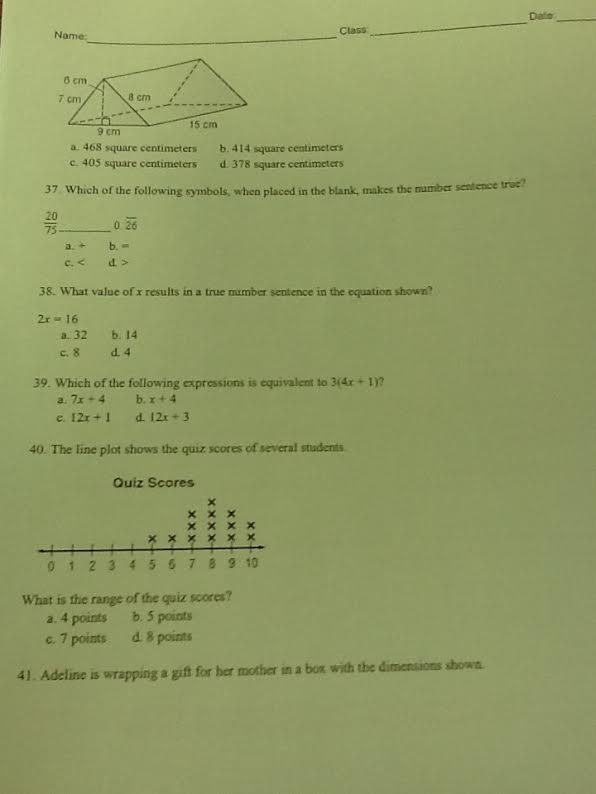 Name: Class: Date:
6 cm
7 cm 8 cm
9 cm 15 cm
a. 468 square centimeters b. 414 square centimeters
c. 405 square centimeters d. 378 square centimeters
37. Which of the following symbols, when placed in the blank, makes the number sentence true?
20
75 ________ 0.2̅6̅
a. ÷ b. =
c. < d. >
38. What value of x results in a true number sentence in the equation shown?
2x = 16
a. 32 b. 14
c. 8 d. 4
39. Which of the following expressions is equivalent to 3(4x + 1)?
a. 7x + 4 b. x + 4
c. 12x + 1 d. 12x + 3
40. The line plot shows the quiz scores of several students.
Quiz Scores
0 1 2 3 4 5 6 7 8 9 10
What is the range of the quiz scores?
a. 4 points b. 5 points
c. 7 points d. 8 points
41. Adeline is wrapping a gift for her mother in a box with the dimensions shown.